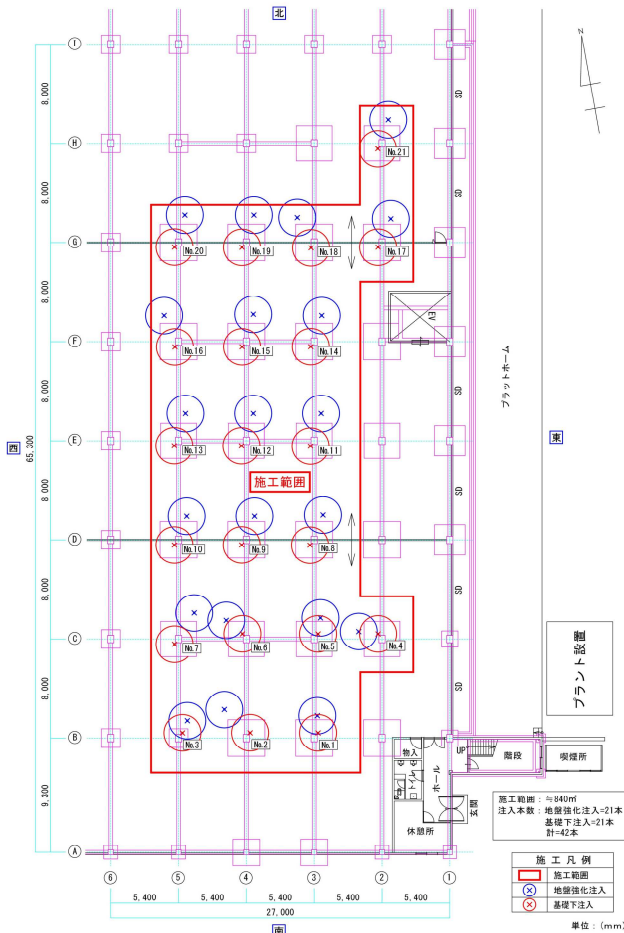 北
N
I
8,000
SD
H
No.21
8,000
SD
G
No.20
No.19
No.18
No.17
8,000
EV
F
No.16
No.15
No.14
プラットホーム
8,000
SD
西
65,300
東
E
No.13
No.12
No.11
施工範囲
8,000
SD
D
No.10
No.9
No.8
8,000
SD
C
No.7
No.6
No.5
No.4
プラント設置
8,000
SD
B
No.3
No.2
No.1
物入
トイレ
ホール
UP
階段
喫煙所
玄関
休憩所
9,300
A
施工範囲：≒840㎡
注入本数：地盤強化注入=21本
基礎下注入=21本
計=42本
6
5
4
3
2
1
5,400
5,400
5,400
5,400
5,400
27,000
南
施工凡例
施工範囲
地盤強化注入
基礎下注入
単位：(mm)